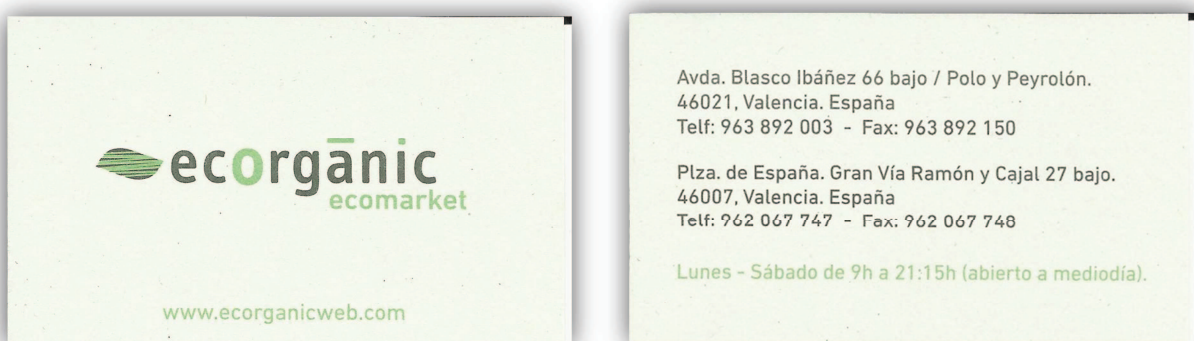 ecorgānic
ecomarket
www.ecorganicweb.com
Avda. Blasco Ibáñez 66 bajo / Polo y Peyrolón.
46021, Valencia. España
Telf: 963 892 003 - Fax: 963 892 150
Plza. de España. Gran Vía Ramón y Cajal 27 bajo.
46007, Valencia. España
Telf: 962 067 747 - Fax: 962 067 748
Lunes - Sábado de 9h a 21:15h (abierto a mediodía).